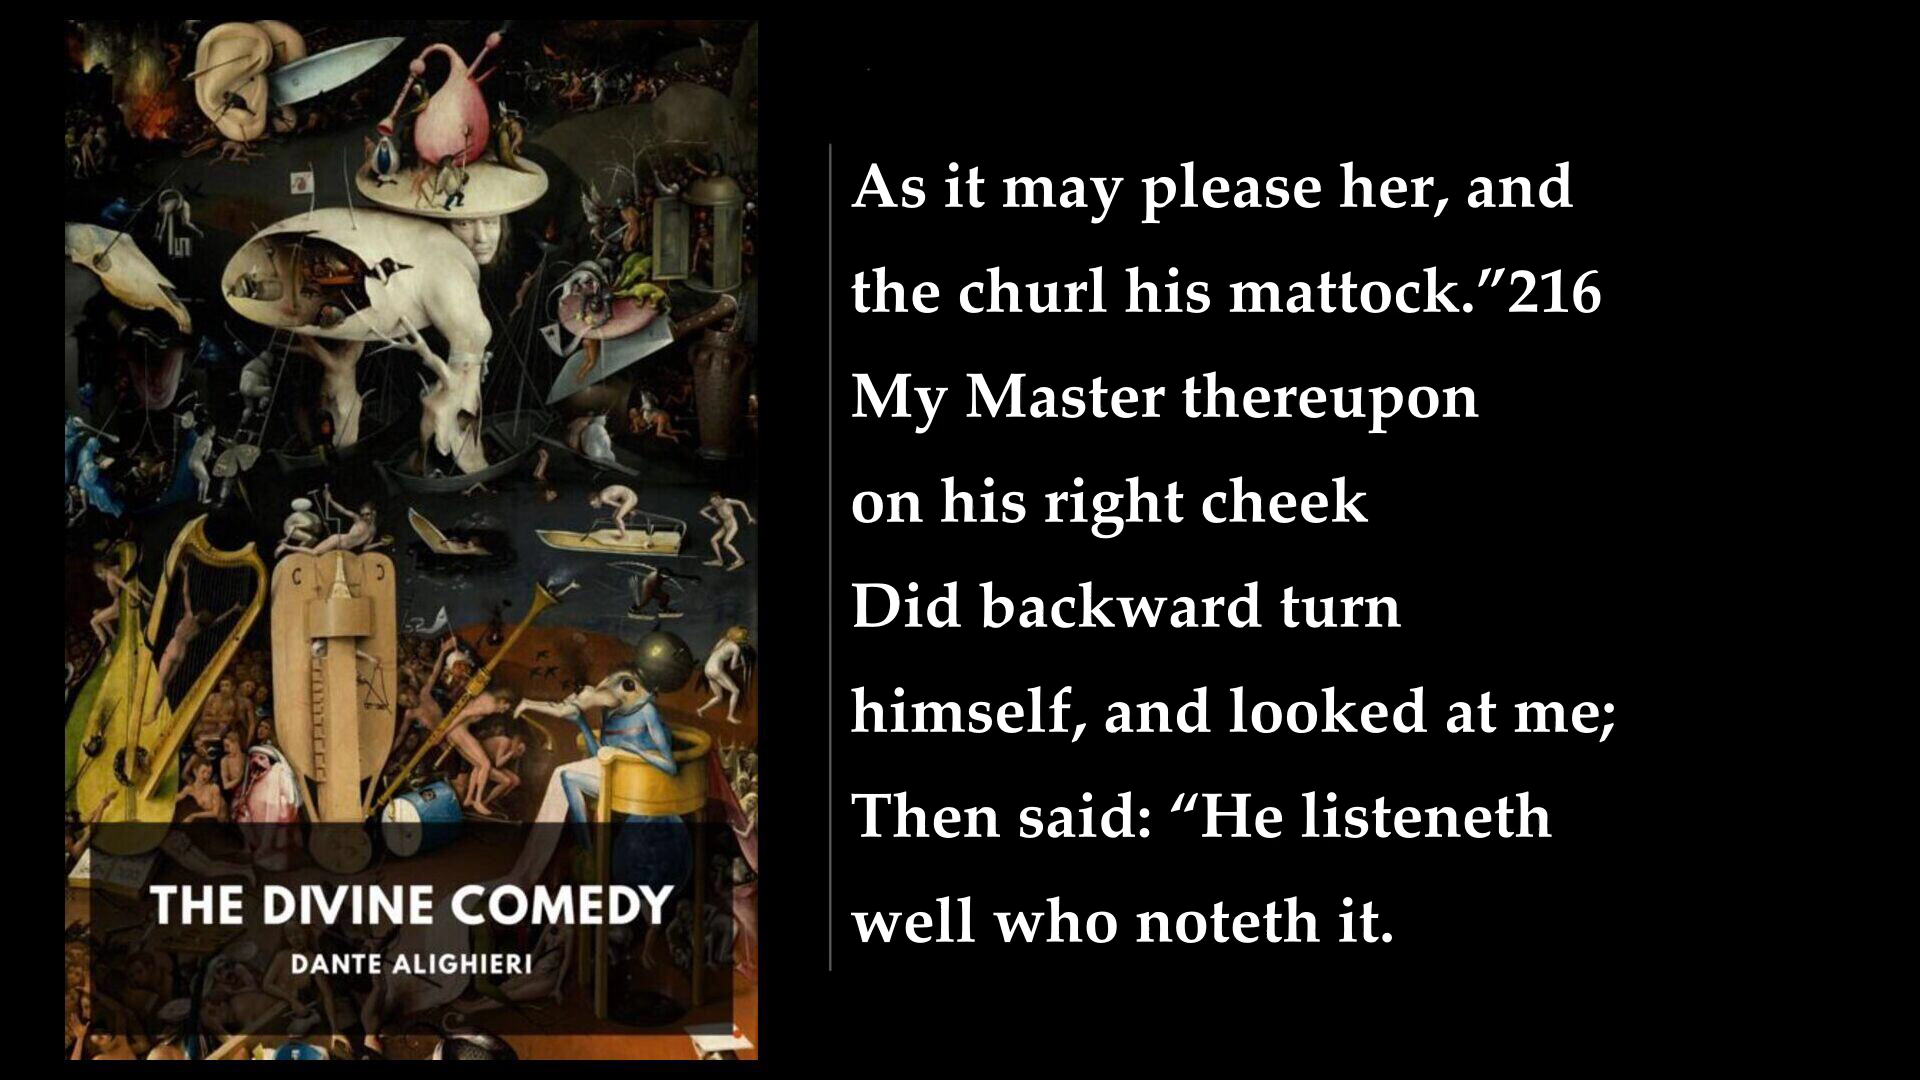 THE DIVINE COMEDY
DANTE ALIGHIERI
As it may please her, and
the churl his mattock.”216
My Master thereupon
on his right cheek
Did backward turn
himself, and looked at me;
Then said: “He listeneth
well who noteth it.